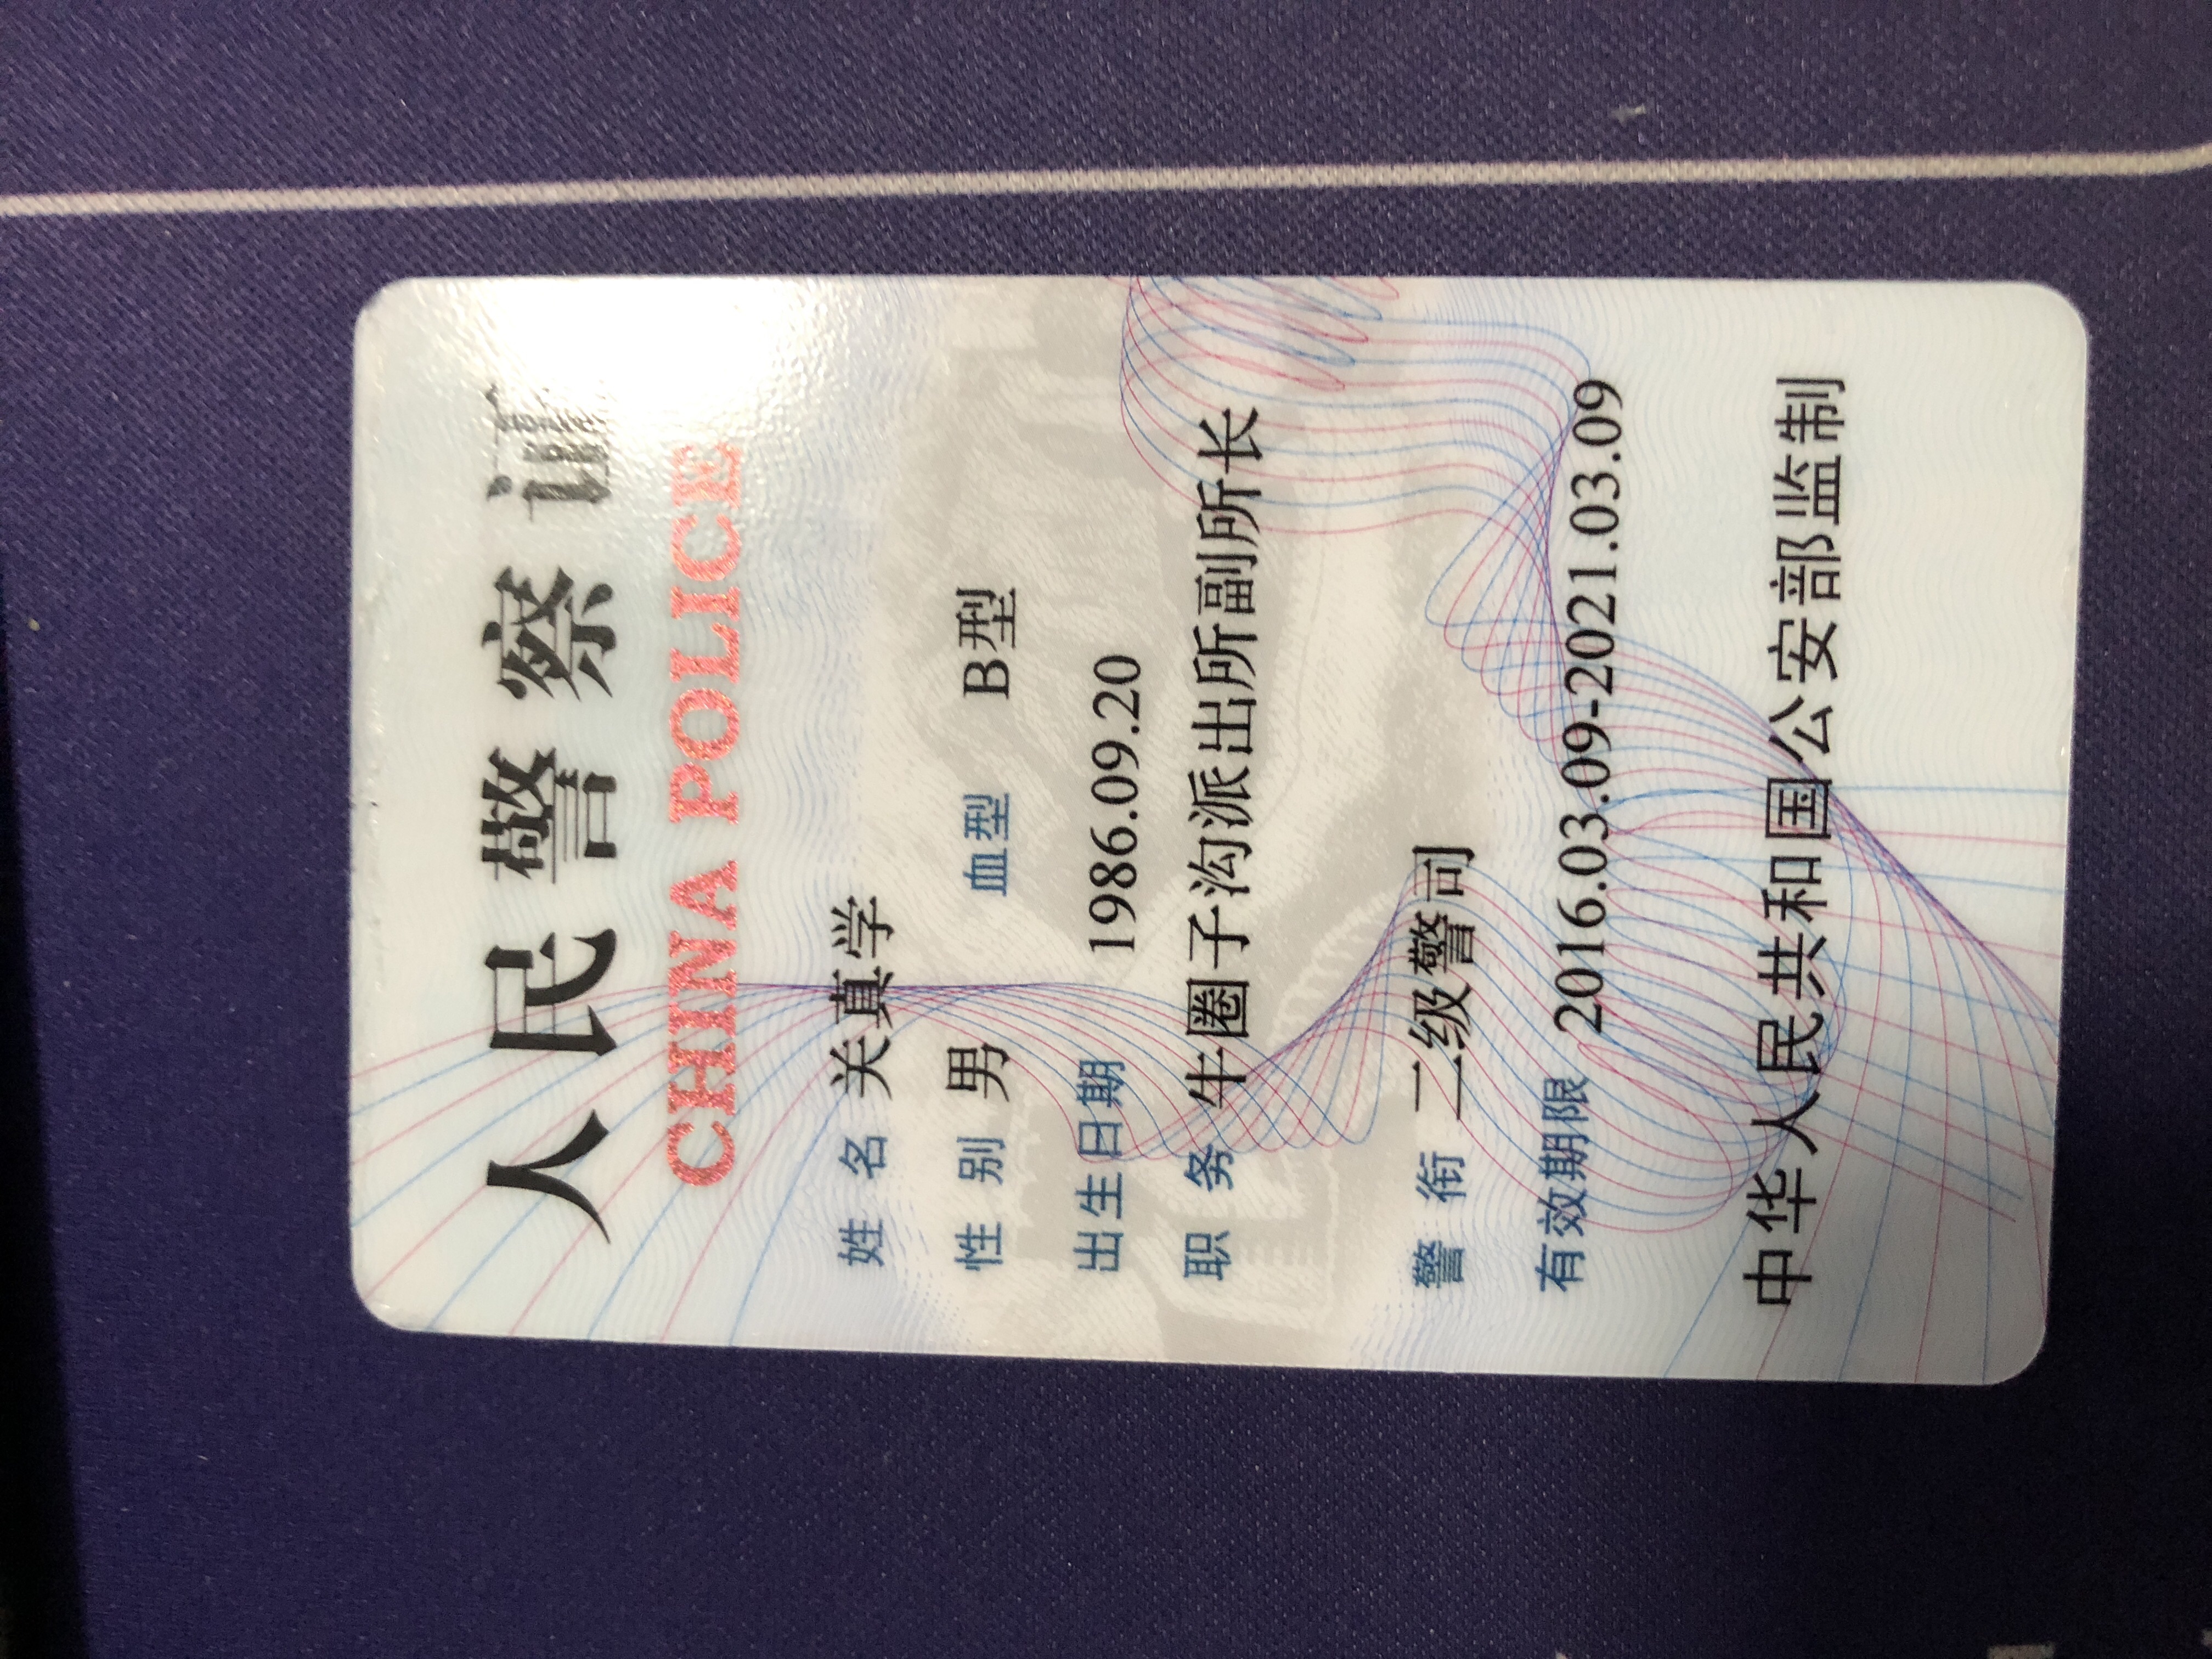 人民警察证
CHINA POLICE
姓 名 关真学
性 别 男 血型 B型
出生日期 1986.09.20
职 务 牛圈子沟派出所副所长
警 衔 二级警司
有效期限 2016.03.09-2021.03.09
中华人民共和国公安部监制